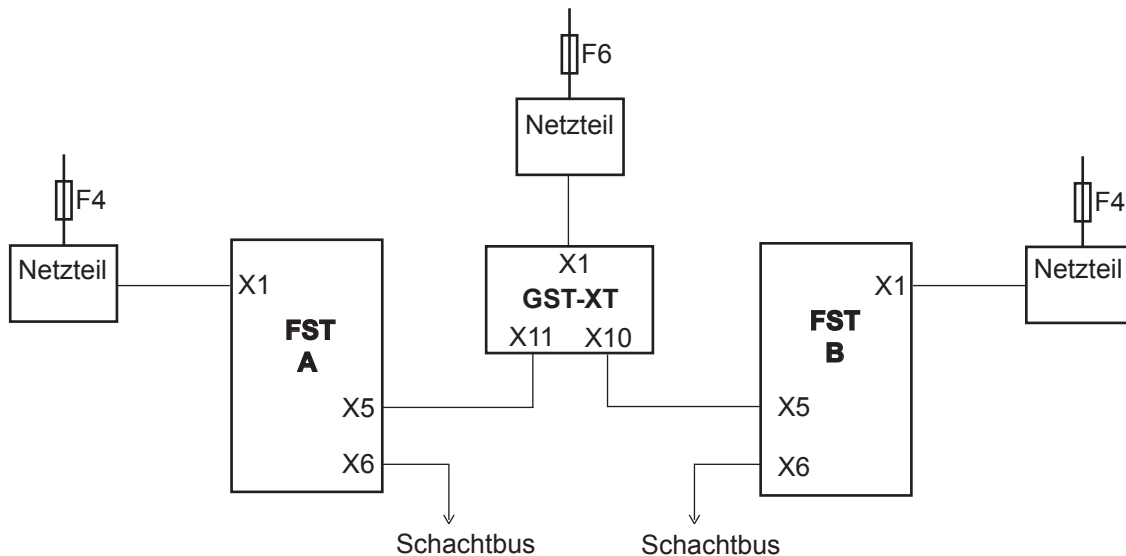 F6
Netzteil
F4
F4
Netzteil
Netzteil
X1
GST-XT
X11 X10
X1
FST
A
X5
X6
X1
FST
B
X5
X6
Schachtbus
Schachtbus